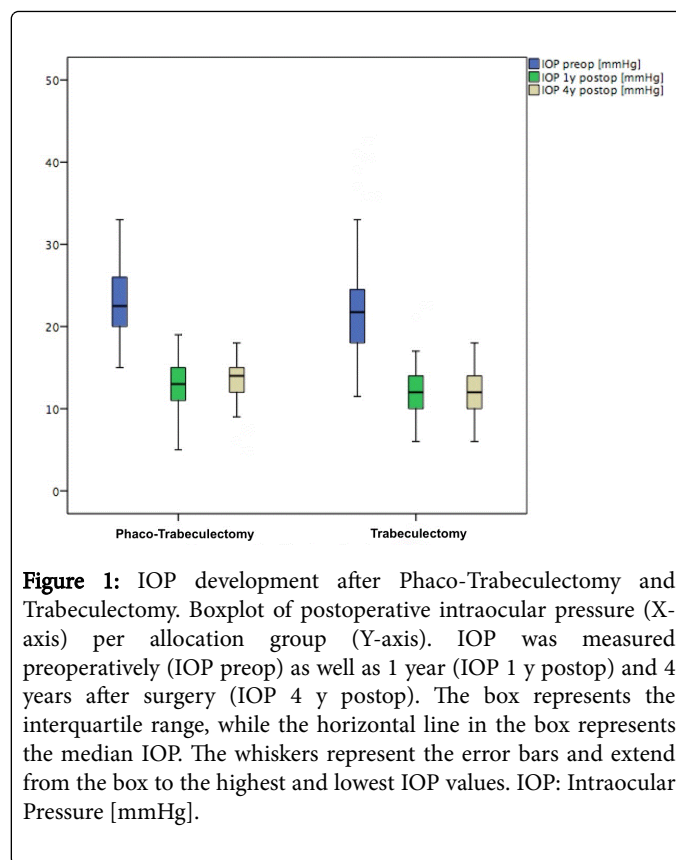 IOP preop [mmHg]
IOP 1y postop [mmHg]
IOP 4y postop [mmHg]
50
40
30
20
10
0
Phaco-Trabeculectomy Trabeculectomy
Figure 1: IOP development after Phaco-Trabeculectomy and
Trabeculectomy. Boxplot of postoperative intraocular pressure (X-
axis) per allocation group (Y-axis). IOP was measured
preoperatively (IOP preop) as well as 1 year (IOP 1 y postop) and 4
years after surgery (IOP 4 y postop). The box represents the
interquartile range, while the horizontal line in the box represents
the median IOP. The whiskers represent the error bars and extend
from the box to the highest and lowest IOP values. IOP: Intraocular
Pressure [mmHg].